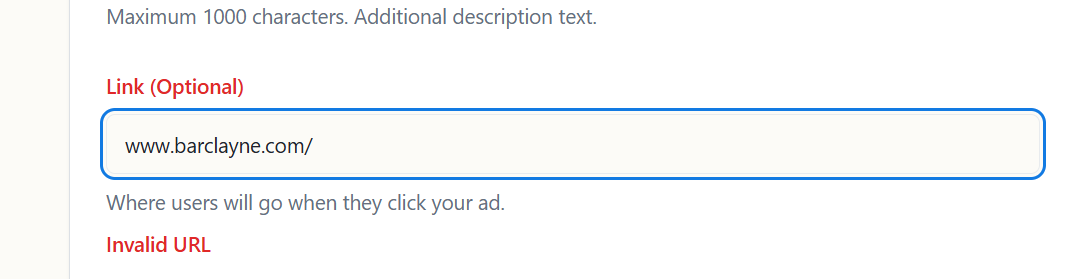 Maximum 1000 characters. Additional description text.
Link (Optional)
www.barclayne.com/
Where users will go when they click your ad.
Invalid URL